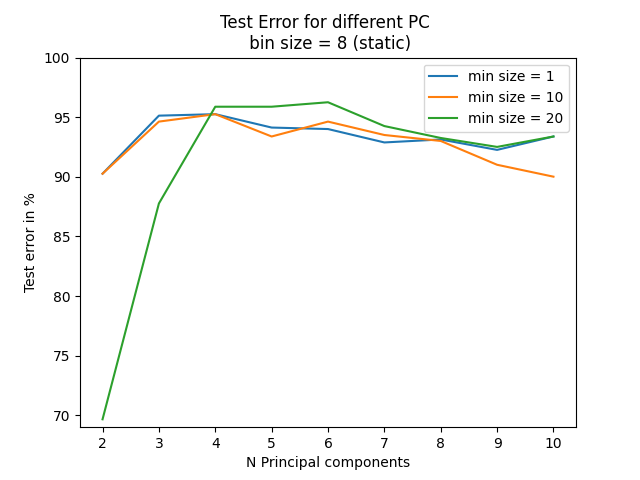 Test Error for different PC
bin size = 8 (static)
min size = 1
min size = 10
min size = 20
Test error in %
100
95
90
85
80
75
70
2 3 4 5 6 7 8 9 10
N Principal components